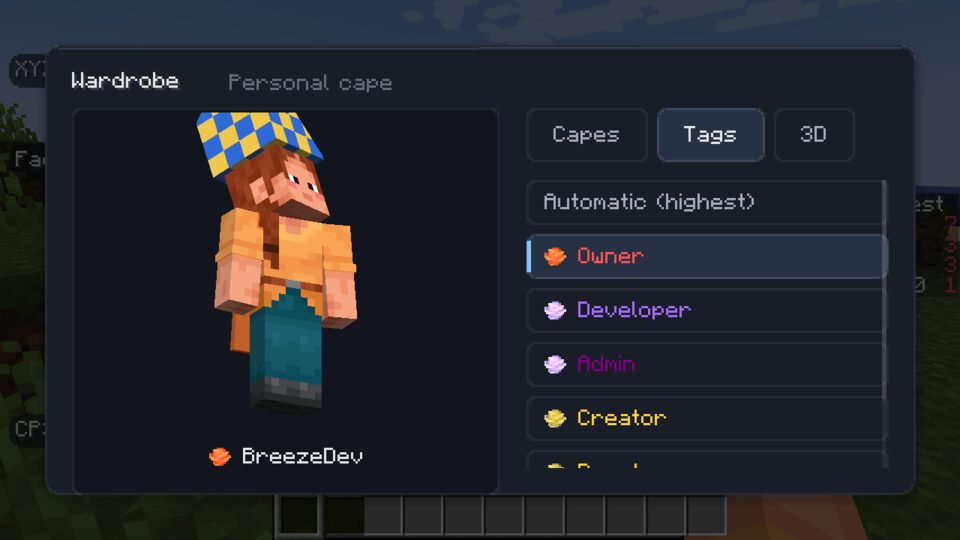 Wardrobe
Personal cape
Capes
Tags
3D
Automatic (highest)
Owner
Developer
Admin
Creator
BreezeDev